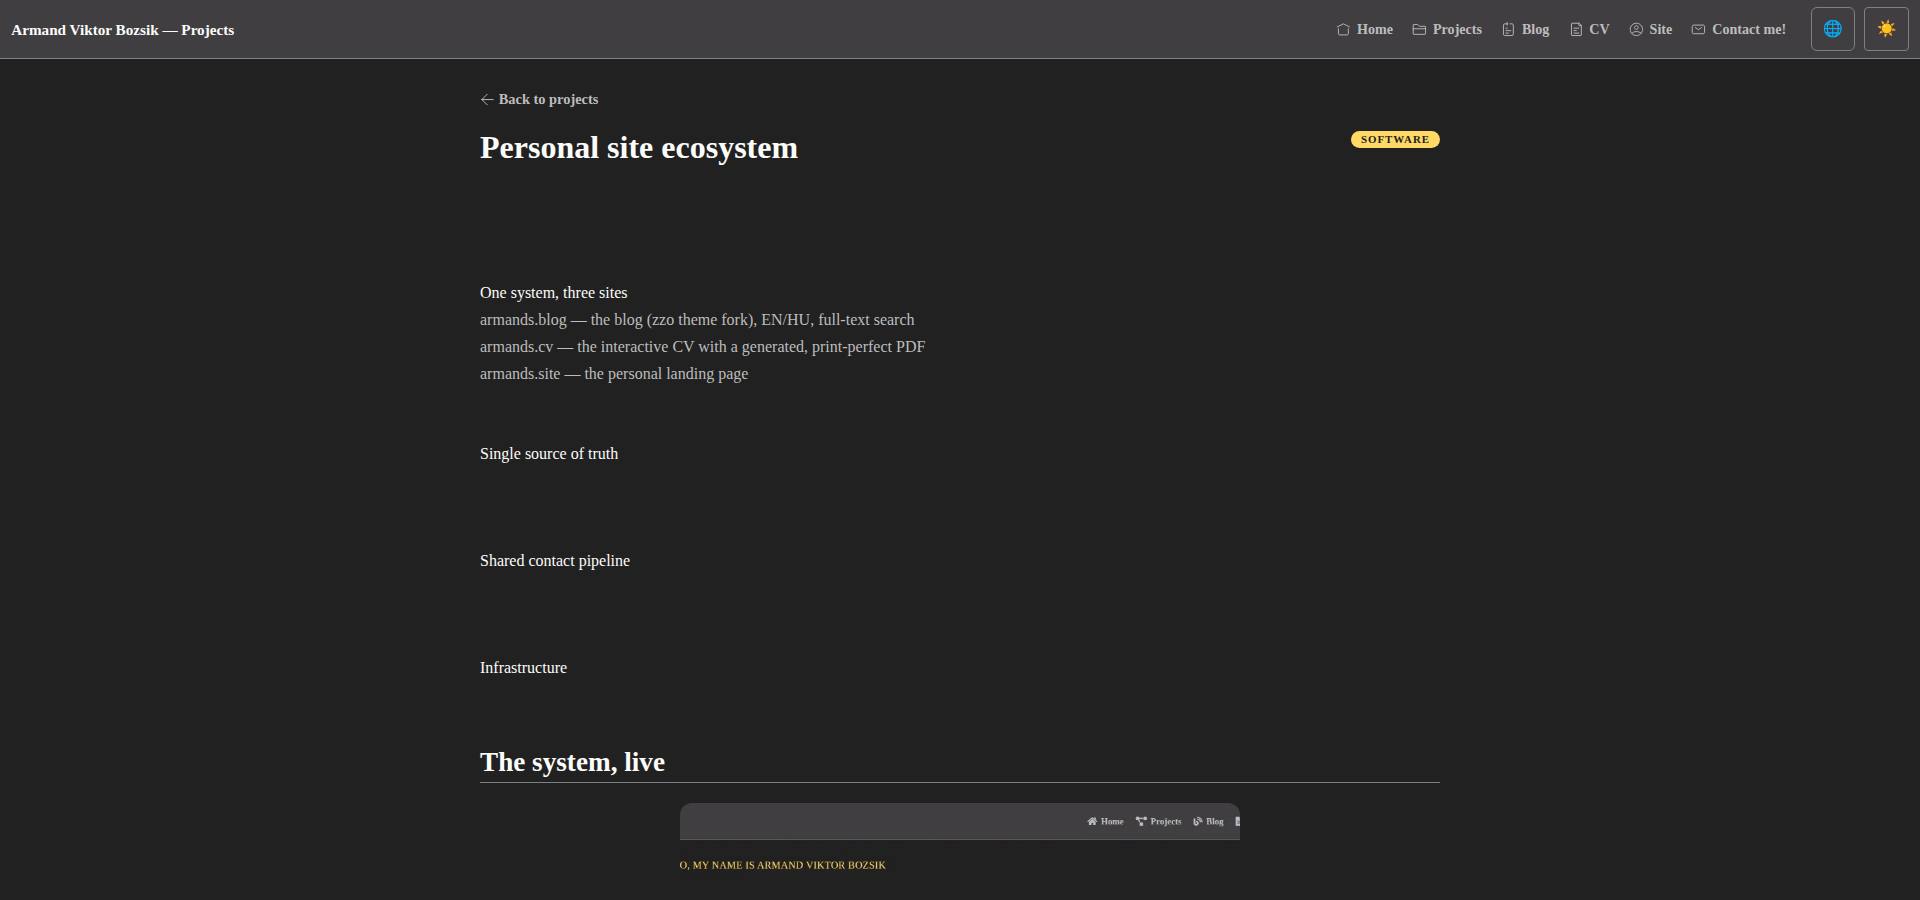 Armand Viktor Bozsik — Projects
Home Projects Blog CV Site Contact me!
Back to projects
Personal site ecosystem
SOFTWARE
One system, three sites
armands.blog — the blog (zzo theme fork), EN/HU, full-text search
armands.cv — the interactive CV with a generated, print-perfect PDF
armands.site — the personal landing page
Single source of truth
Shared contact pipeline
Infrastructure
The system, live
Home Projects Blog
O, MY NAME IS ARMAND VIKTOR BOZSIK